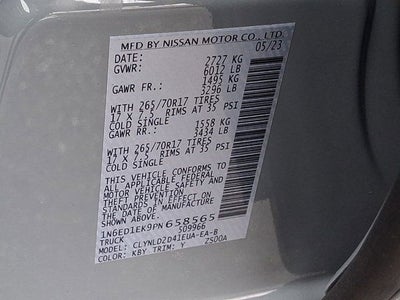 MFD BY NISSAN MOTOR CO., LTD.
DATE: 05/23
GVWR: 2727 KG
6012 LB
GAWR FR.: 1495 KG
3296 LB
WITH 265/70R17 TIRES
17 X 7.5 RIMS AT 35 PSI
COLD SINGLE
GAWR RR.: 1558 KG
3434 LB
WITH 265/70R17 TIRES
17 X 7.5 RIMS AT 35 PSI
COLD SINGLE
THIS VEHICLE CONFORMS TO
ALL APPLICABLE FEDERAL
MOTOR VEHICLE SAFETY AND
THEFT PREVENTION
STANDARDS IN EFFECT ON
THE DATE OF MANUFACTURE
SHOWN ABOVE.
1N6ED1EK9PN658565
TRUCK 509966
MODEL: CLYNLD2D41EUA-EA-B
COLOR: KBY TRIM: Y ZS00A